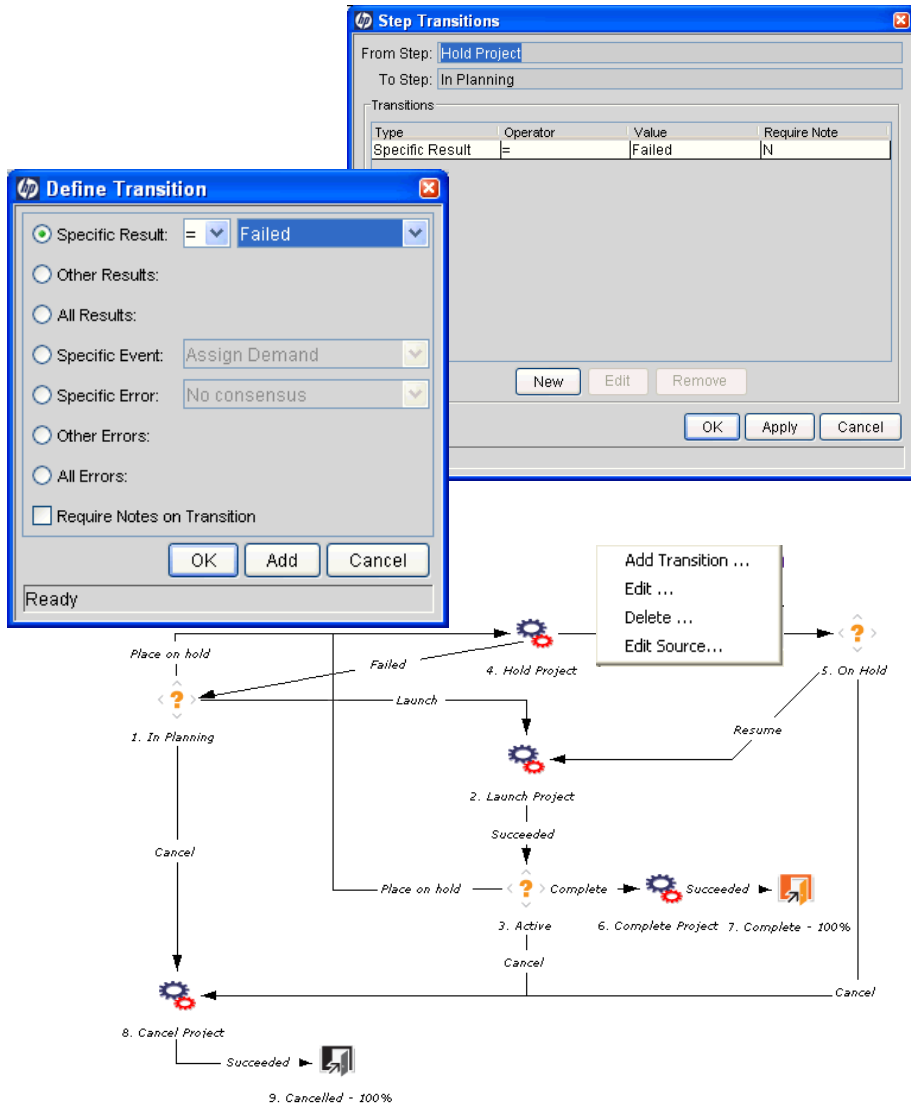 hp Step Transitions
From Step: Hold Project
To Step: In Planning
Transitions
Type Operator Value Require Note
Specific Result = Failed N
New Edit Remove
OK Apply Cancel
hp Define Transition
Specific Result: = Failed
Other Results:
All Results:
Specific Event: Assign Demand
Specific Error: No consensus
Other Errors:
All Errors:
Require Notes on Transition
OK Add Cancel
Ready
Add Transition ...
Edit ...
Delete ...
Edit Source...
Place on hold
Failed
4. Hold Project
5. On Hold
Launch
1. In Planning
Resume
2. Launch Project
Succeeded
Cancel
Place on hold
Complete
Succeeded
3. Active
6. Complete Project
7. Complete - 100%
Cancel
Cancel
8. Cancel Project
Succeeded
9. Cancelled - 100%